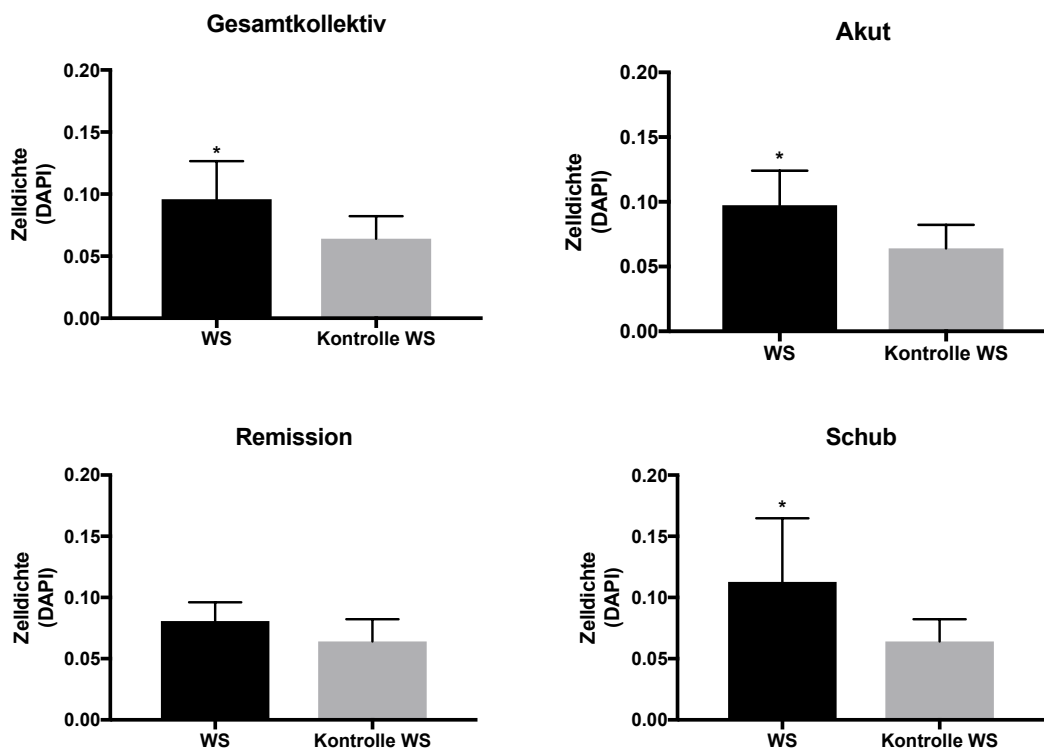 Gesamtkollektiv
0.20
0.15
0.10
0.05
0.00
Zelldichte
(DAPI)
*
WS
Kontrolle WS
Akut
0.20
0.15
0.10
0.05
0.00
Zelldichte
(DAPI)
*
WS
Kontrolle WS
Remission
0.20
0.15
0.10
0.05
0.00
Zelldichte
(DAPI)
WS
Kontrolle WS
Schub
0.20
0.15
0.10
0.05
0.00
Zelldichte
(DAPI)
*
WS
Kontrolle WS